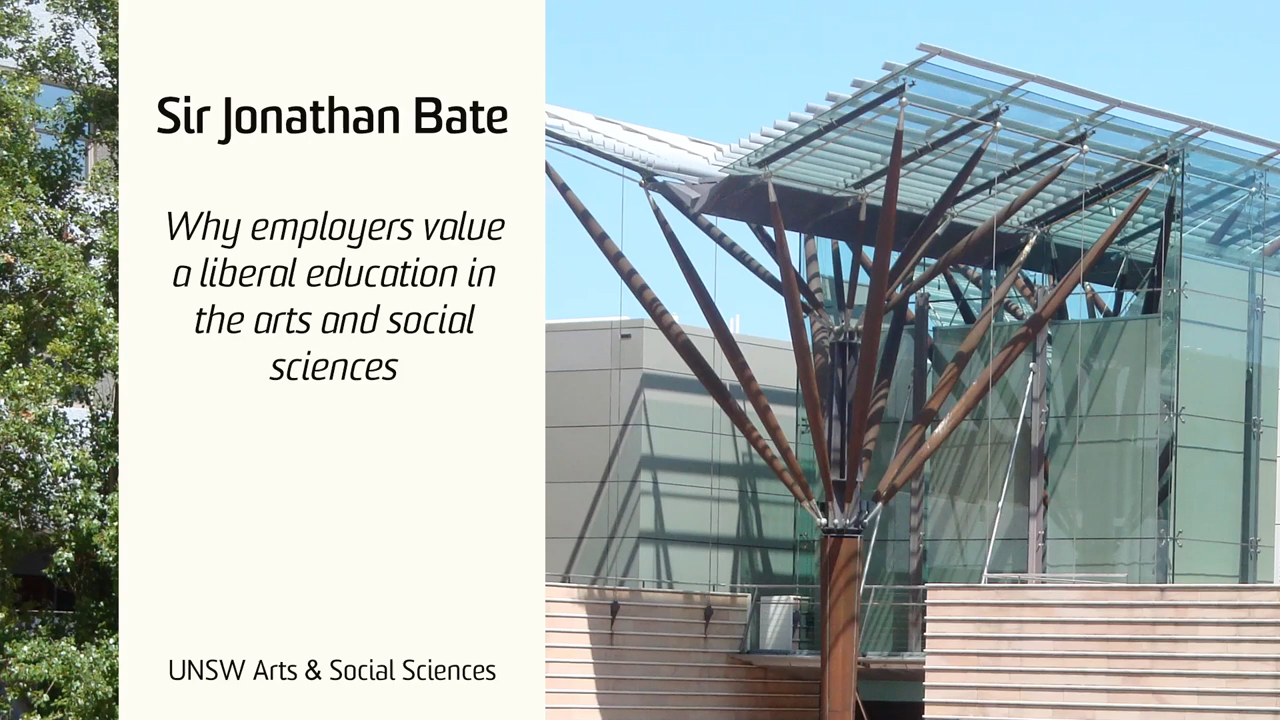 Sir Jonathan Bate
Why employers value
a liberal education in
the arts and social
sciences
UNSW Arts & Social Sciences